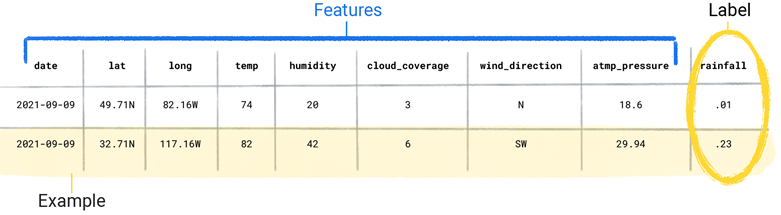 Features Label
date lat long temp humidity cloud_coverage wind_direction atmp_pressure rainfall
2021-09-09 49.71N 82.16W 74 20 3 N 18.6 .01
2021-09-09 32.71N 117.16W 82 42 6 SW 29.94 .23
Example